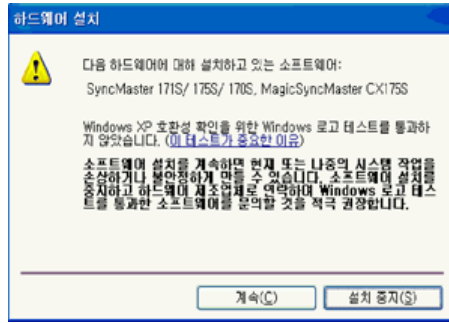 하드웨어 설치
다음 하드웨어에 대해 설치하고 있는 소프트웨어:
SyncMaster 171S/ 175S/ 170S, MagicSyncMaster CX175S
Windows XP 호환성 확인을 위한 Windows 로고 테스트를 통과하
지 않았습니다. (이 테스트가 중요한 이유)
소프트웨어 설치를 계속하면 현재 또는 나중의 시스템 작업을
손상하거나 불안정하게 만들 수 있습니다. 소프트웨어 설치를
중지하고 하드웨어 제조업체로 연락하여 Windows 로고 테스
트를 통과한 소프트웨어를 문의할 것을 적극 권장합니다.
계속(C)
설치 중지(S)